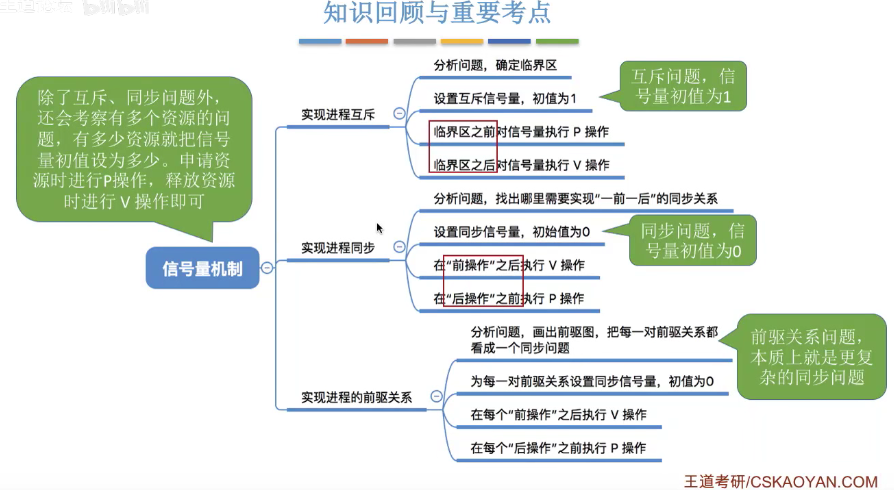 知识回顾与重要考点
除了互斥、同步问题外，
还会考察有多个资源的问
题，有多少资源就把信号
量初值设为多少。申请资
源时进行P操作，释放资源
时进行 V 操作即可
信号量机制
实现进程互斥
分析问题，确定临界区
设置互斥信号量，初值为1
临界区之前对信号量执行 P 操作
临界区之后对信号量执行 V 操作
互斥问题，信
号量初值为1
实现进程同步
分析问题，找出哪里需要实现“一前一后”的同步关系
设置同步信号量，初始值为0
在“前操作”之后执行 V 操作
在“后操作”之前执行 P 操作
同步问题，信
号量初值为0
实现进程的前驱关系
分析问题，画出前驱图，把每一对前驱关系都
看成一个同步问题
为每一对前驱关系设置同步信号量，初值为0
在每个“前操作”之后执行 V 操作
在每个“后操作”之前执行 P 操作
前驱关系问题，
本质上就是更复
杂的同步问题
王道考研/CSKAOYAN.COM